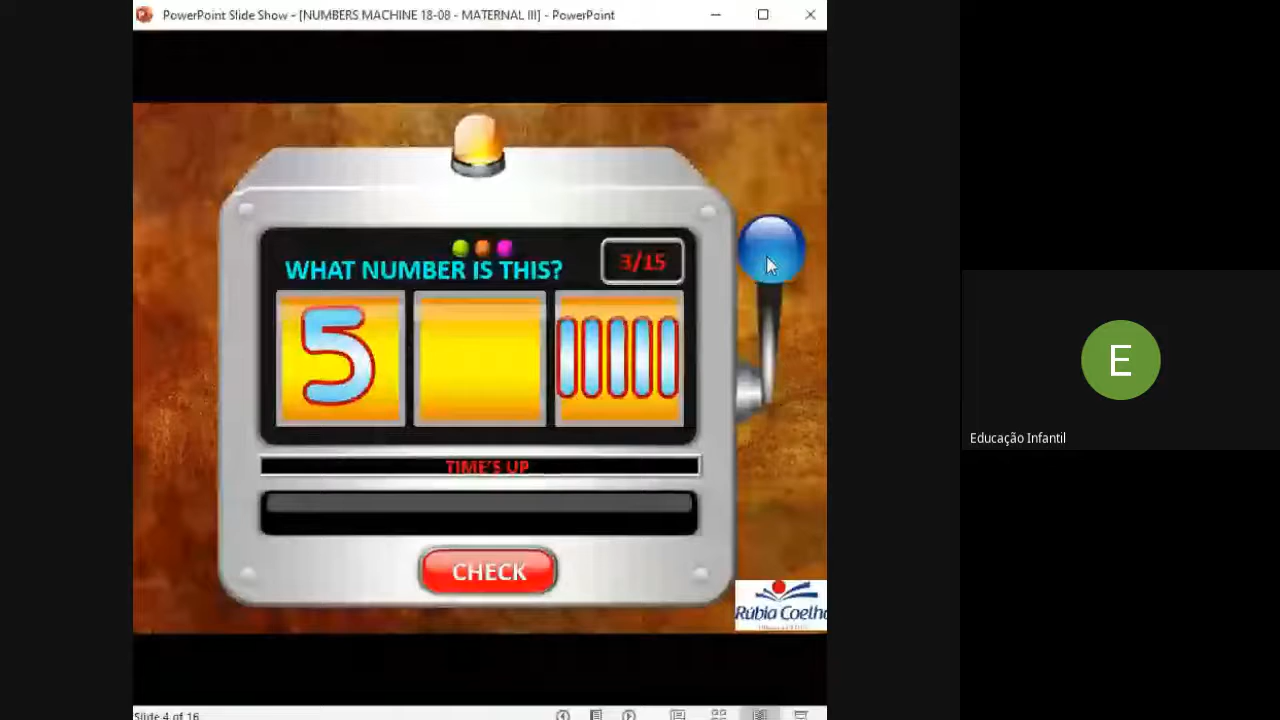 PowerPoint Slide Show - [NUMBERS MACHINE 18-08 - MATERNAL III] - PowerPoint
WHAT NUMBER IS THIS?
3/15
5
TIME'S UP
CHECK
Rúbia Coelh
E
Educação Infantil
Slide 4 of 16